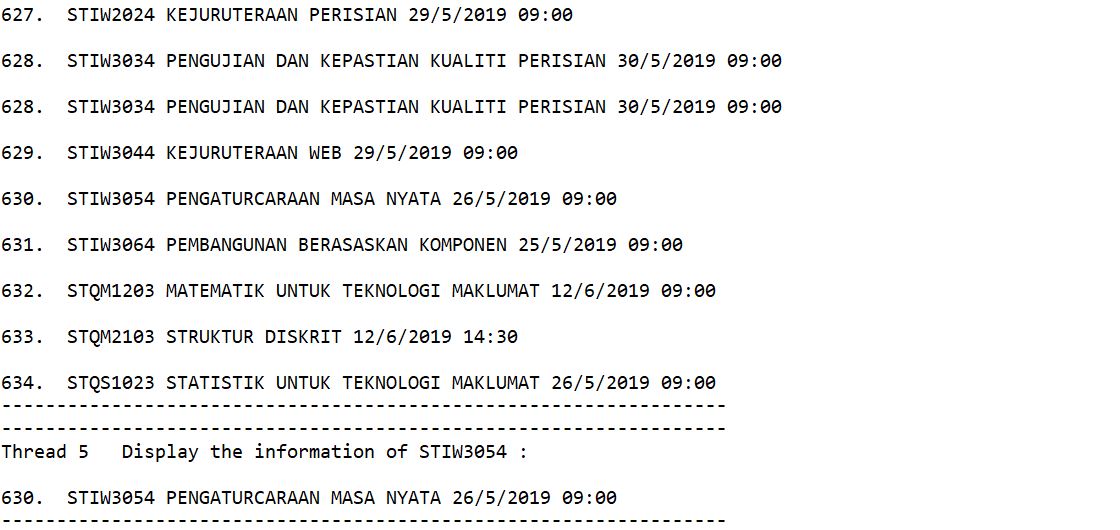 627.  STIW2024 KEJURUTERAAN PERISIAN 29/5/2019 09:00
628.  STIW3034 PENGUJIAN DAN KEPASTIAN KUALITI PERISIAN 30/5/2019 09:00
628.  STIW3034 PENGUJIAN DAN KEPASTIAN KUALITI PERISIAN 30/5/2019 09:00
629.  STIW3044 KEJURUTERAAN WEB 29/5/2019 09:00
630.  STIW3054 PENGATURCARAAN MASA NYATA 26/5/2019 09:00
631.  STIW3064 PEMBANGUNAN BERASASKAN KOMPONEN 25/5/2019 09:00
632.  STQM1203 MATEMATIK UNTUK TEKNOLOGI MAKLUMAT 12/6/2019 09:00
633.  STQM2103 STRUKTUR DISKRIT 12/6/2019 14:30
634.  STQS1023 STATISTIK UNTUK TEKNOLOGI MAKLUMAT 26/5/2019 09:00
------------------------------------------------------------------
------------------------------------------------------------------
Thread 5   Display the information of STIW3054 :
630.  STIW3054 PENGATURCARAAN MASA NYATA 26/5/2019 09:00
------------------------------------------------------------------